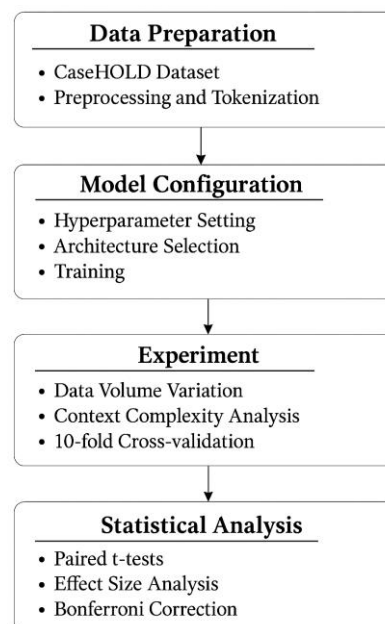 Data Preparation
• CaseHOLD Dataset
• Preprocessing and Tokenization
Model Configuration
• Hyperparameter Setting
• Architecture Selection
• Training
Experiment
• Data Volume Variation
• Context Complexity Analysis
• 10-fold Cross-validation
Statistical Analysis
• Paired t-tests
• Effect Size Analysis
• Bonferroni Correction